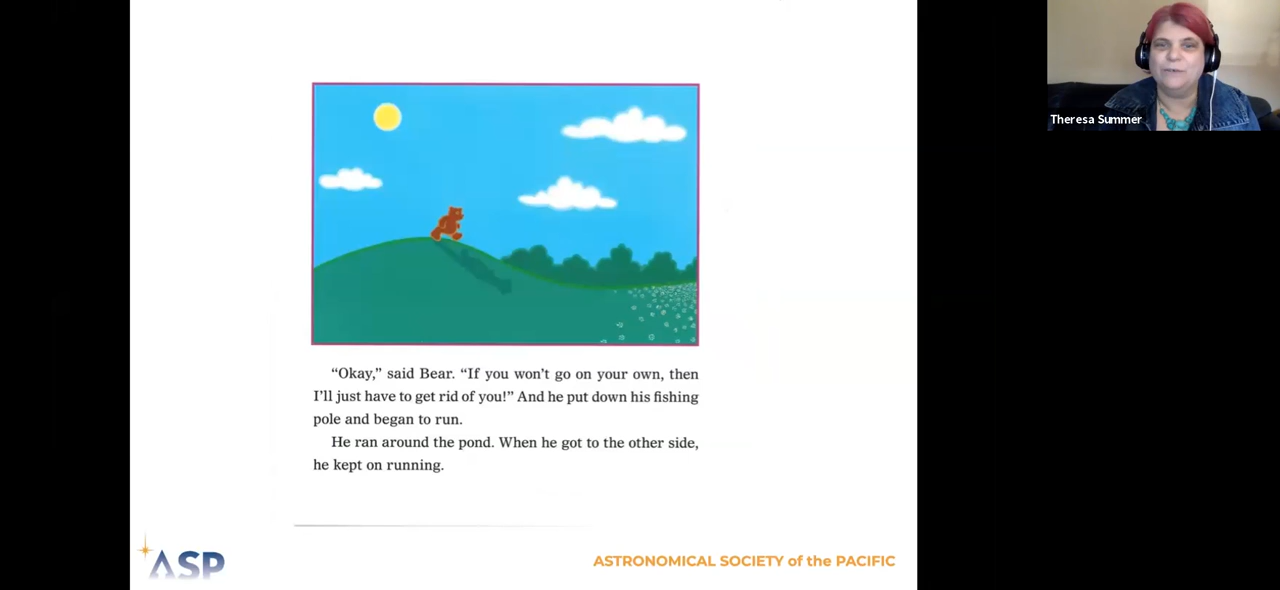 Theresa Summer
“Okay,” said Bear. “If you won’t go on your own, then
I’ll just have to get rid of you!” And he put down his fishing
pole and began to run.
He ran around the pond. When he got to the other side,
he kept on running.
ASP
ASTRONOMICAL SOCIETY of the PACIFIC